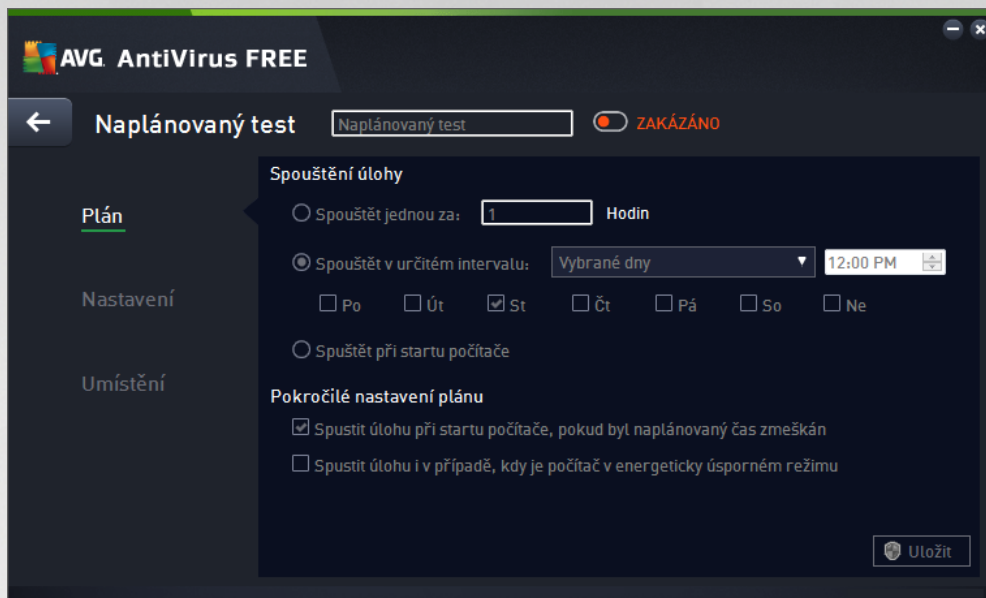 AVG. AntiVirus FREE
Naplánovaný test Naplánovaný test ZAKÁZÁNO
Spouštění úlohy
Plán
Spouštět jednou za: 1 Hodin
Spouštět v určitém intervalu: Vybrané dny 12:00 PM
Po Út St Čt Pá So Ne
Nastavení
Spuštět při startu počítače
Umístění
Pokročilé nastavení plánu
Spustit úlohu při startu počítače, pokud byl naplánovaný čas zmeškán
Spustit úlohu i v případě, kdy je počítač v energeticky úsporném režimu
Uložit